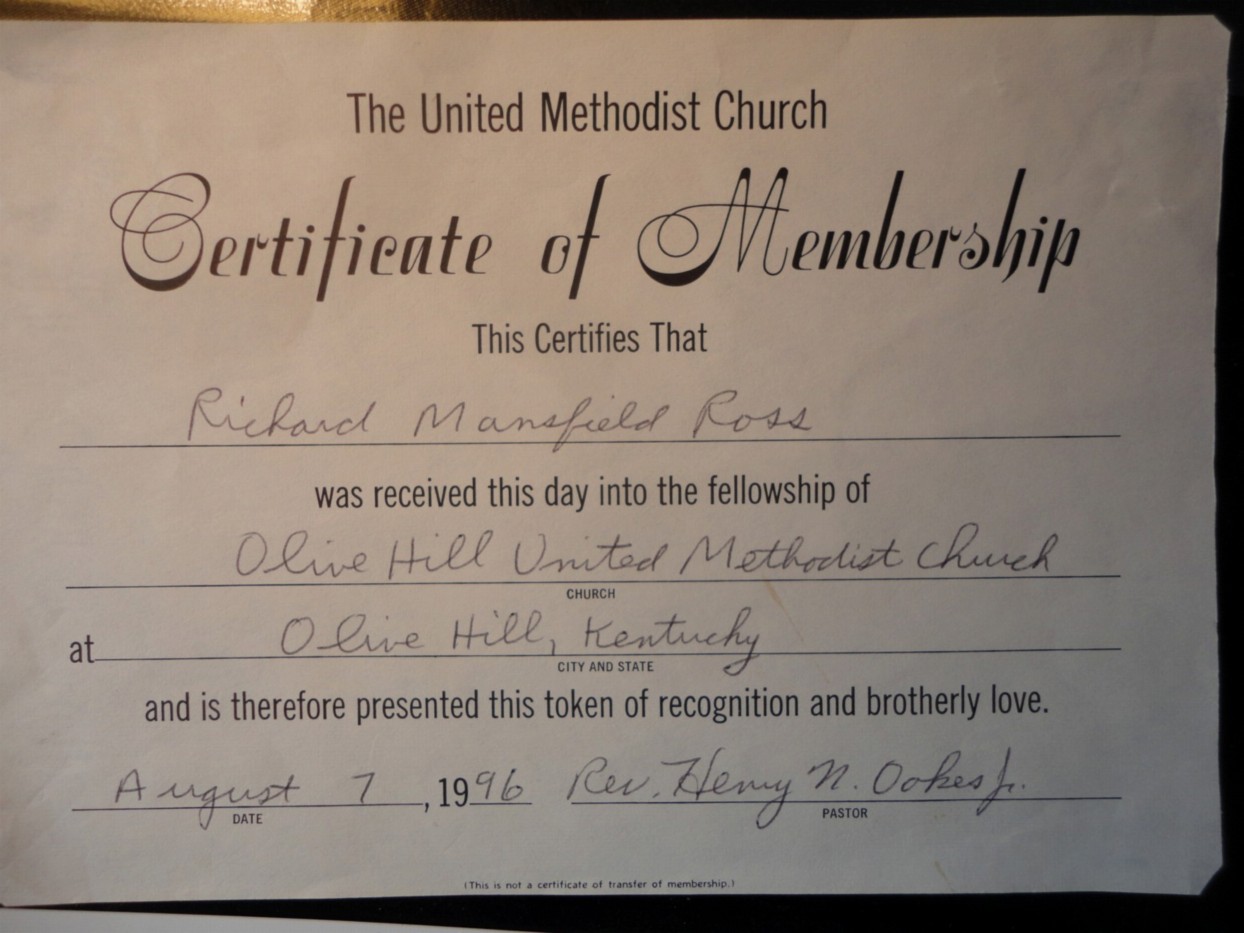 The United Methodist Church
Certificate of Membership
This Certifies That
Richard Mansfield Ross
was received this day into the fellowship of
Olive Hill United Methodist Church
CHURCH
at Olive Hill, Kentucky
CITY AND STATE
and is therefore presented this token of recognition and brotherly love.
August 7, 1996 Rev. Henry N. Ookes Jr.
DATE PASTOR
(This is not a certificate of transfer of membership.)